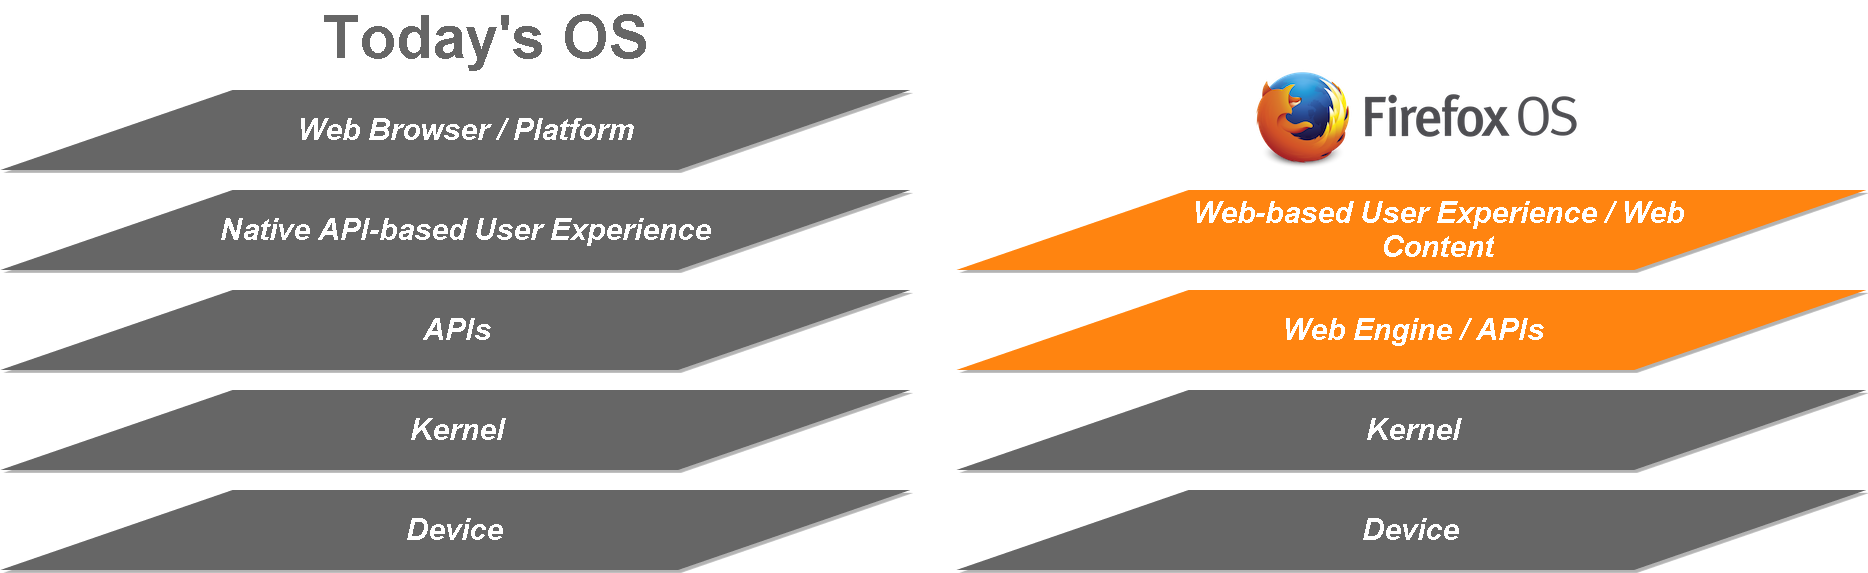 Today's OS
Web Browser / Platform
Native API-based User Experience
APIs
Kernel
Device
Firefox OS
Web-based User Experience / Web
Content
Web Engine / APIs
Kernel
Device